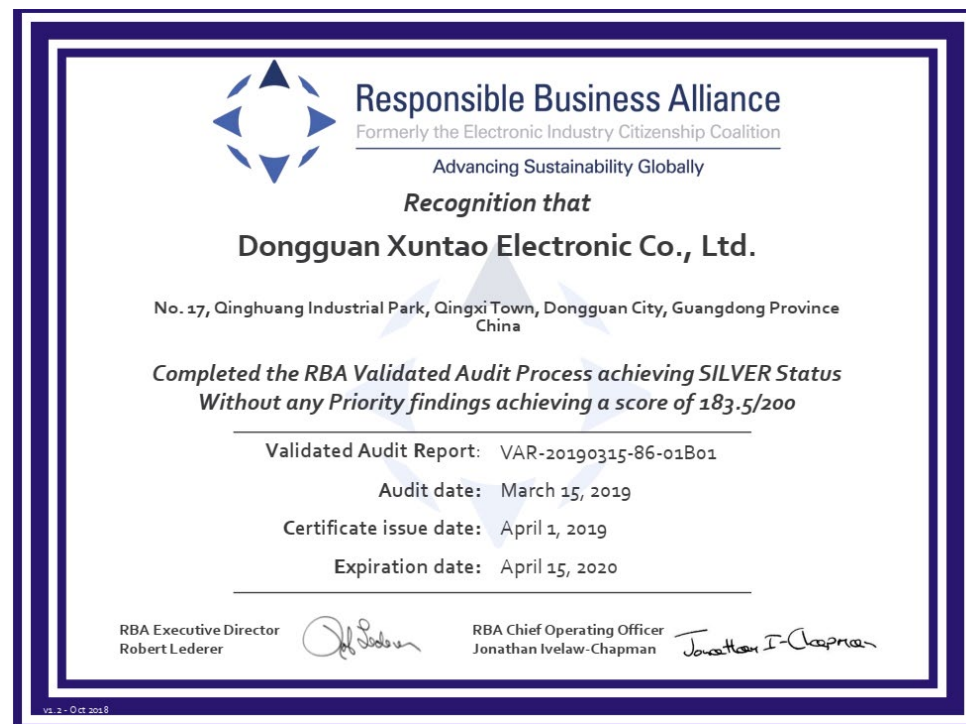 Responsible Business Alliance
Formerly the Electronic Industry Citizenship Coalition
Advancing Sustainability Globally
Recognition that
Dongguan Xuntao Electronic Co., Ltd.
No. 17, Qinghuang Industrial Park, Qingxi Town, Dongguan City, Guangdong Province
China
Completed the RBA Validated Audit Process achieving SILVER Status
Without any Priority findings achieving a score of 183.5/200
Validated Audit Report: VAR-20190315-86-01B01
Audit date: March 15, 2019
Certificate issue date: April 1, 2019
Expiration date: April 15, 2020
RBA Executive Director
Robert Lederer
RBA Chief Operating Officer
Jonathan Ivelaw-Chapman
Jonathan I-Chapman
v1.2 - Oct 2018